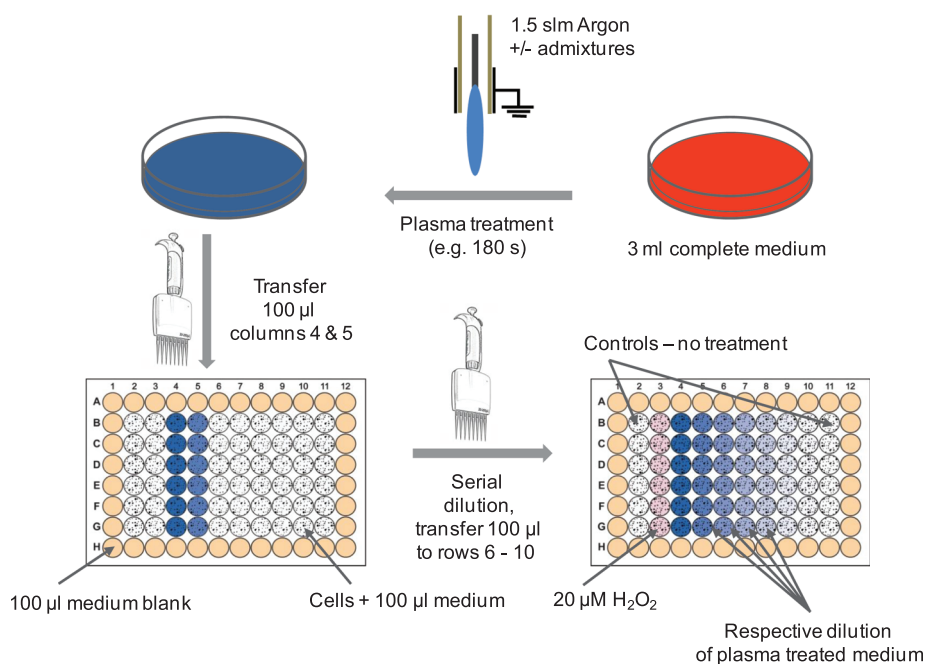 1.5 slm Argon
+/- admixtures
Plasma treatment
(e.g. 180 s)
3 ml complete medium
Transfer
100 µl
columns 4 & 5
Controls – no treatment
1 2 3 4 5 6 7 8 9 10 11 12
A
B
C
D
E
F
G
H
Serial
dilution,
transfer 100 µl
to rows 6 - 10
1 2 3 4 5 6 7 8 9 10 11 12
A
B
C
D
E
F
G
H
100 µl medium blank
Cells + 100 µl medium
20 µM H₂O₂
Respective dilution
of plasma treated medium